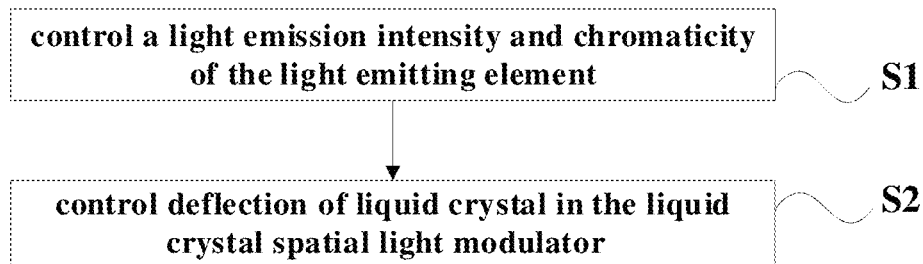 control a light emission intensity and chromaticity
of the light emitting element
S1
control deflection of liquid crystal in the liquid
crystal spatial light modulator
S2